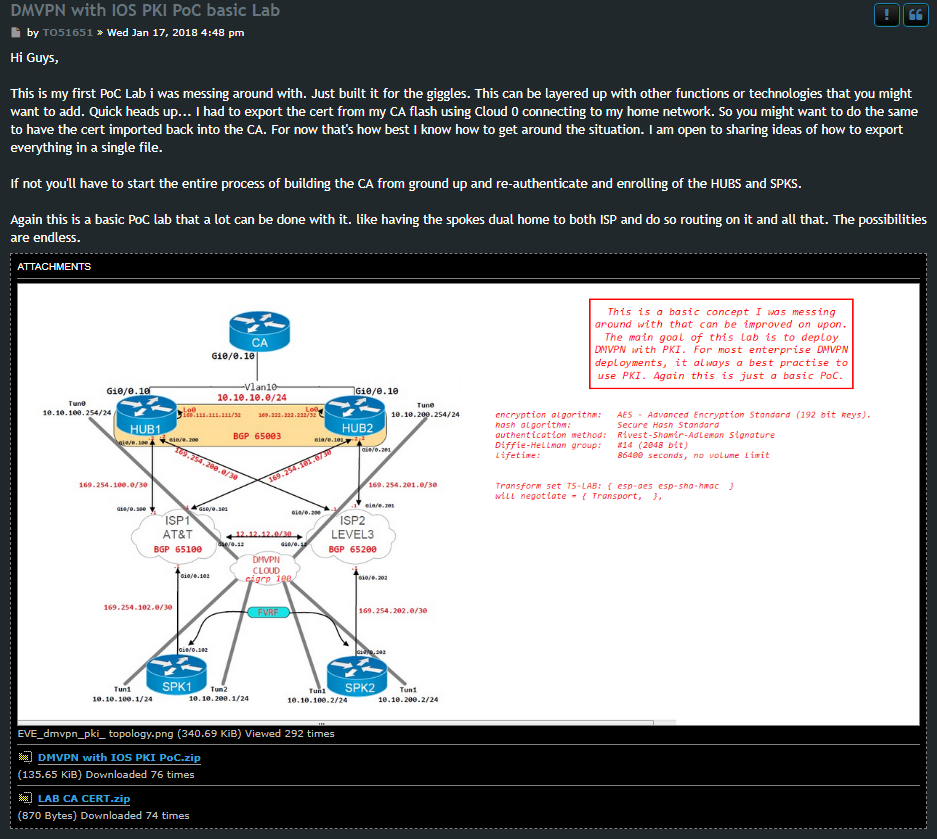 DMVPN with IOS PKI PoC basic Lab
by TO51651 » Wed Jan 17, 2018 4:48 pm
Hi Guys,
This is my first PoC Lab i was messing around with. Just built it for the giggles. This can be layered up with other functions or technologies that you might
want to add. Quick heads up... I had to export the cert from my CA flash using Cloud 0 connecting to my home network. So you might want to do the same
to have the cert imported back into the CA. For now that's how best I know how to get around the situation. I am open to sharing ideas of how to export
everything in a single file.
If not you'll have to start the entire process of building the CA from ground up and re-authenticate and enrolling of the HUBS and SPKS.
Again this is a basic PoC lab that a lot can be done with it. like having the spokes dual home to both ISP and do so routing on it and all that. The possibilities
are endless.
ATTACHMENTS
This is a basic concept I was messing
around with that can be improved on upon.
The main goal of this lab is to deploy
DMVPN with PKI. For most enterprise DMVPN
deployments, it always a best practise to
use PKI. Again this is just a basic PoC.
CA
Gi0/0.10
Gi0/0.10
Vlan10
Gi0/0.10
10.10.10.0/24
Tun0
10.10.100.254/24
Lo0
169.111.111.111/32
Lo0
169.222.222.222/32
Tun0
10.10.200.254/24
HUB1
HUB2
BGP 65003
Gi0/0.100
Gi0/0.200
Gi0/0.101
Gi0/0.201
169.254.200.0/30
169.254.101.0/30
169.254.100.0/30
169.254.201.0/30
encryption algorithm: AES - Advanced Encryption Standard (192 bit keys).
hash algorithm: Secure Hash Standard
authentication method: Rivest-Shamir-Adleman Signature
Diffie-Hellman group: #14 (2048 bit)
lifetime: 86400 seconds, no volume limit
Transform set TS-LAB: { esp-aes esp-sha-hmac }
will negotiate = { Transport, },
Gi0/0.100
.1
Gi0/0.101
Gi0/0.200
.1
Gi0/0.201
ISP1
AT&T
BGP 65100
ISP2
LEVEL3
BGP 65200
12.12.12.0/30
Gi0/0.12
Gi0/0.12
DMVPN
CLOUD
eigrp 100
Gi0/0.102
Gi0/0.202
169.254.102.0/30
FVRF
169.254.202.0/30
Gi0/0.102
Gi0/0.202
SPK1
SPK2
Tun1
10.10.100.1/24
Tun2
10.10.200.1/24
Tun1
10.10.100.2/24
Tun1
10.10.200.2/24
EVE_dmvpn_pki_ topology.png (340.69 KiB) Viewed 292 times
DMVPN with IOS PKI PoC.zip
(135.65 KiB) Downloaded 76 times
LAB CA CERT.zip
(870 Bytes) Downloaded 74 times